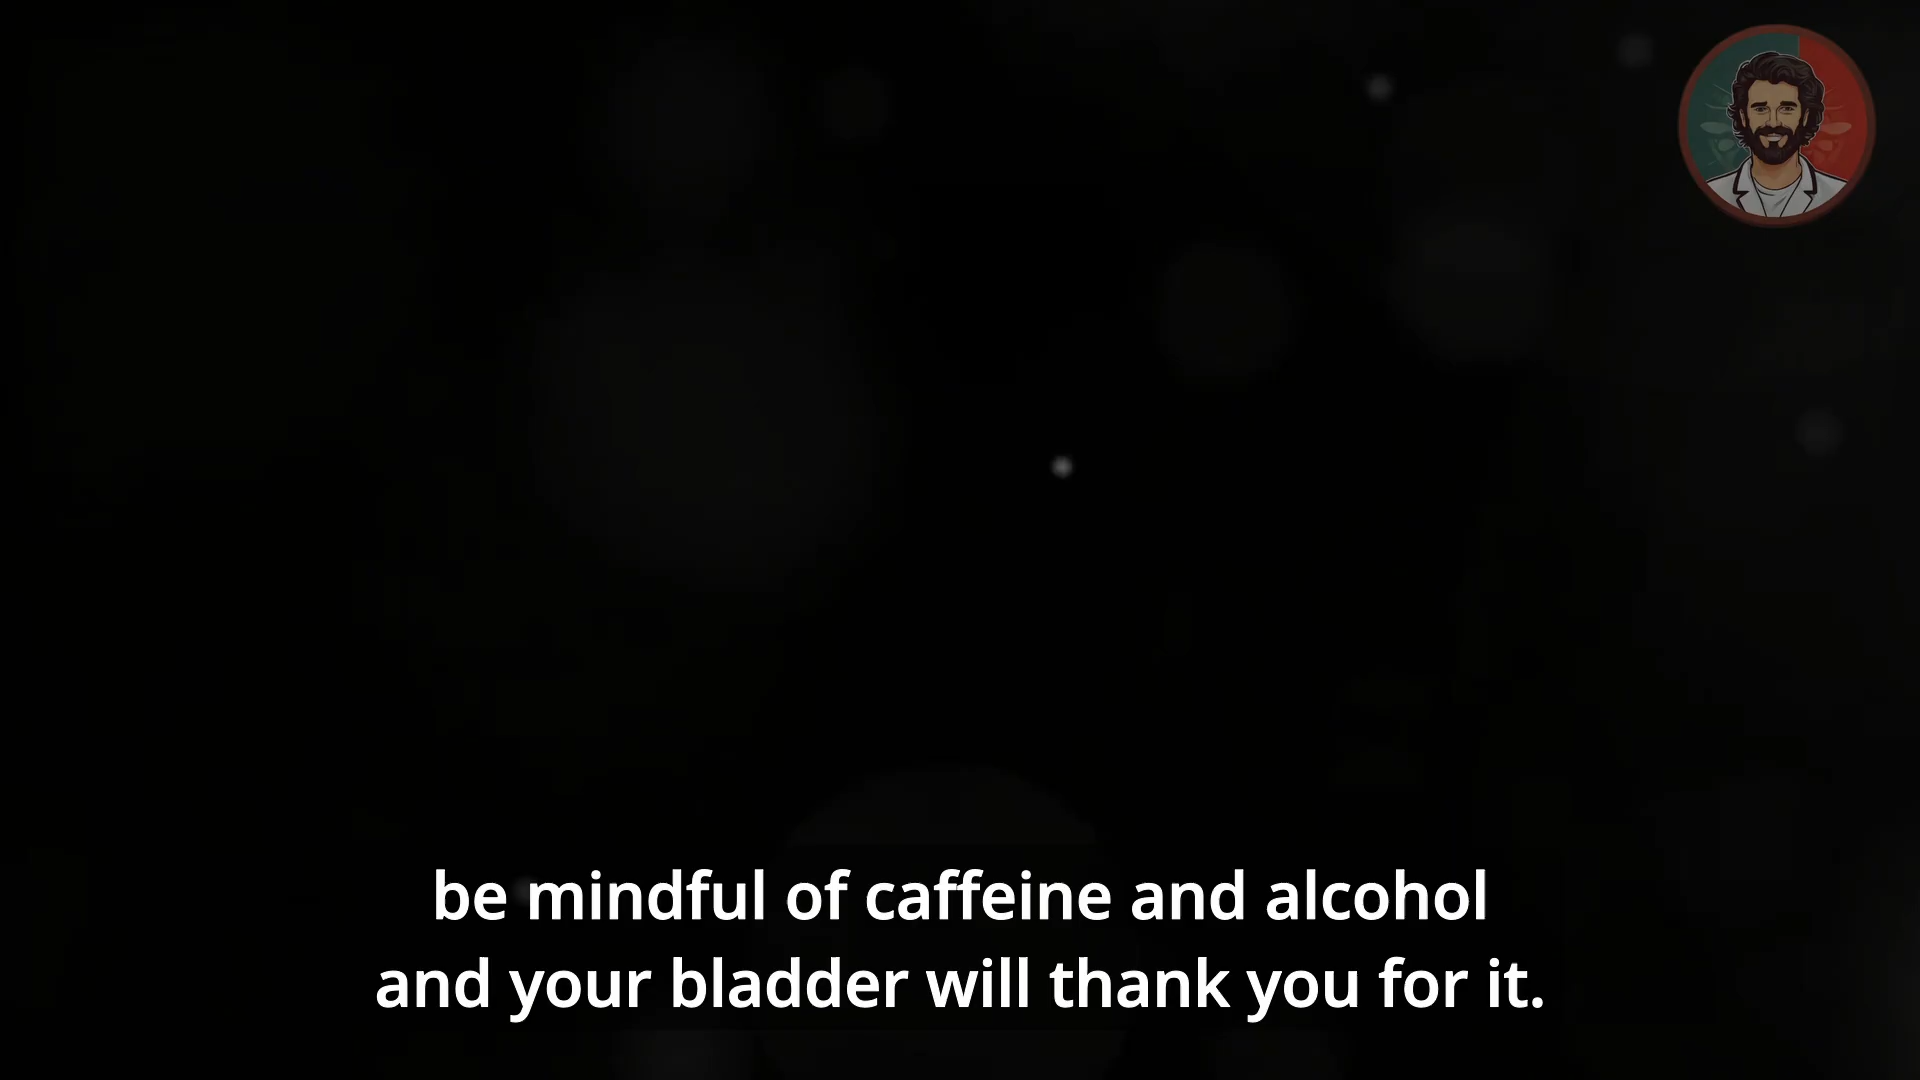 be mindful of caffeine and alcohol
and your bladder will thank you for it.